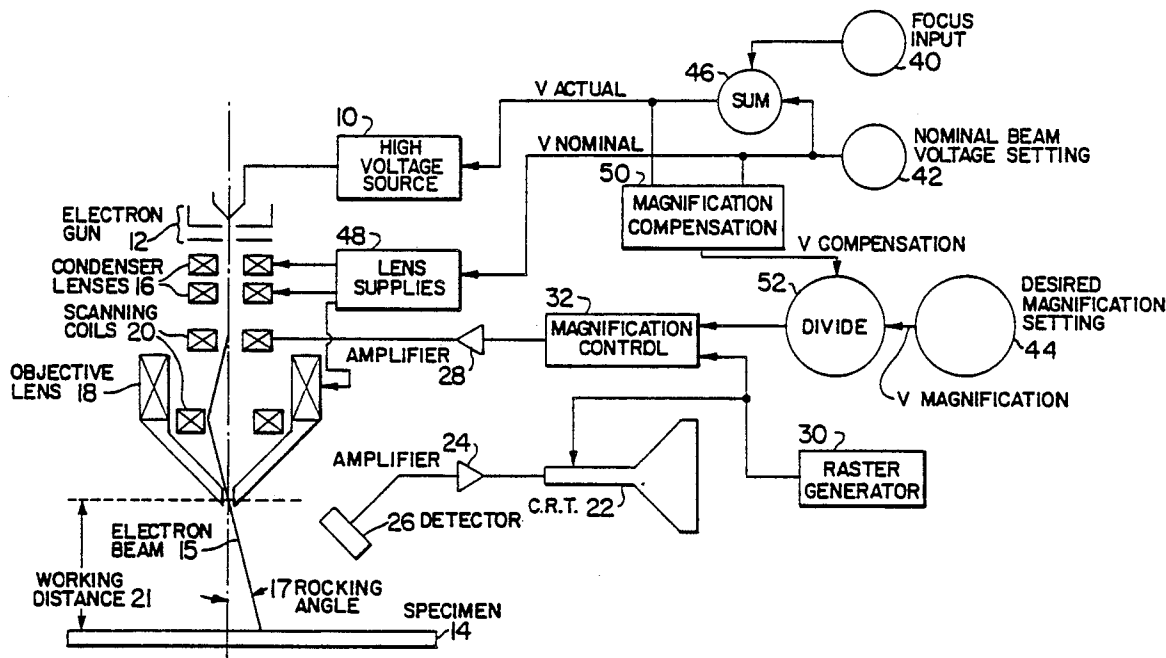 FOCUS
INPUT
40
46
SUM
V ACTUAL
10
HIGH
VOLTAGE
SOURCE
V NOMINAL
NOMINAL BEAM
VOLTAGE SETTING
42
50
MAGNIFICATION
COMPENSATION
ELECTRON
GUN 12
48
LENS
SUPPLIES
V COMPENSATION
CONDENSER
LENSES 16
52
DIVIDE
DESIRED
MAGNIFICATION
SETTING
44
SCANNING
COILS 20
32
MAGNIFICATION
CONTROL
AMPLIFIER
28
V MAGNIFICATION
OBJECTIVE
LENS 18
24
AMPLIFIER
30
RASTER
GENERATOR
C.R.T. 22
26 DETECTOR
ELECTRON
BEAM 15
WORKING
DISTANCE 21
17 ROCKING
ANGLE
SPECIMEN
14